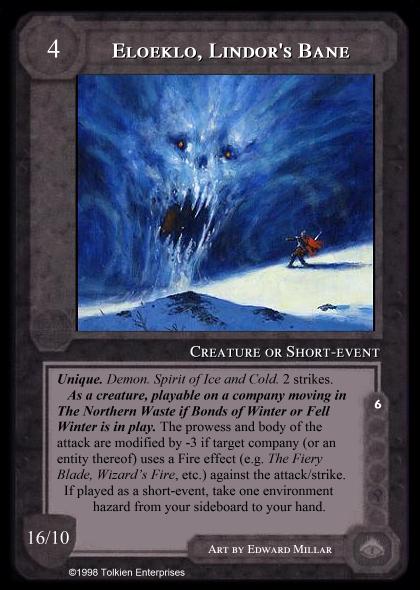 4
Eloeklo, Lindor's Bane
Creature or Short-event
Unique. Demon. Spirit of Ice and Cold. 2 strikes.
As a creature, playable on a company moving in
The Northern Waste if Bonds of Winter or Fell
Winter is in play. The prowess and body of the
attack are modified by -3 if target company (or an
entity thereof) uses a Fire effect (e.g. The Fiery
Blade, Wizard's Fire, etc.) against the attack/strike.
If played as a short-event, take one environment
hazard from your sideboard to your hand.
6
16/10
Art by Edward Millar
©1998 Tolkien Enterprises